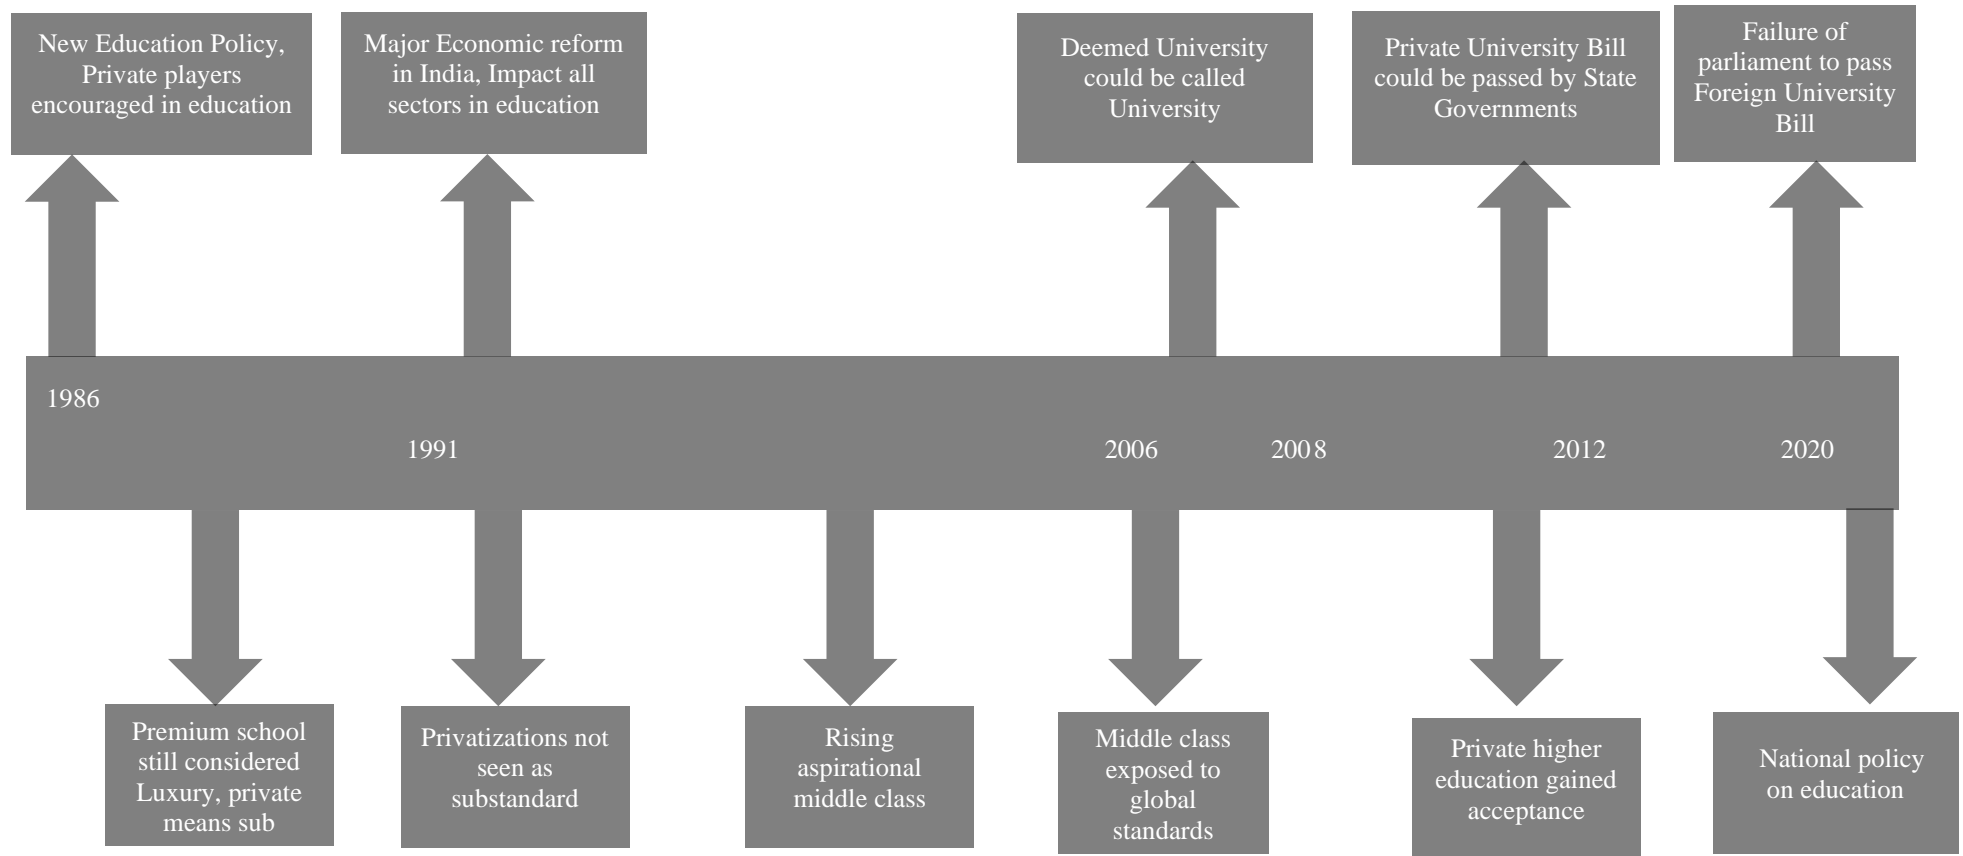 New Education Policy,
Private players
encouraged in education
Major Economic reform
in India, Impact all
sectors in education
Deemed University
could be called
University
Private University Bill
could be passed by State
Governments
Failure of
parliament to pass
Foreign University
Bill
1986
1991
2006
2008
2012
2020
Premium school
still considered
Luxury, private
means sub
Privatizations not
seen as
substandard
Rising
aspirational
middle class
Middle class
exposed to
global
standards
Private higher
education gained
acceptance
National policy
on education